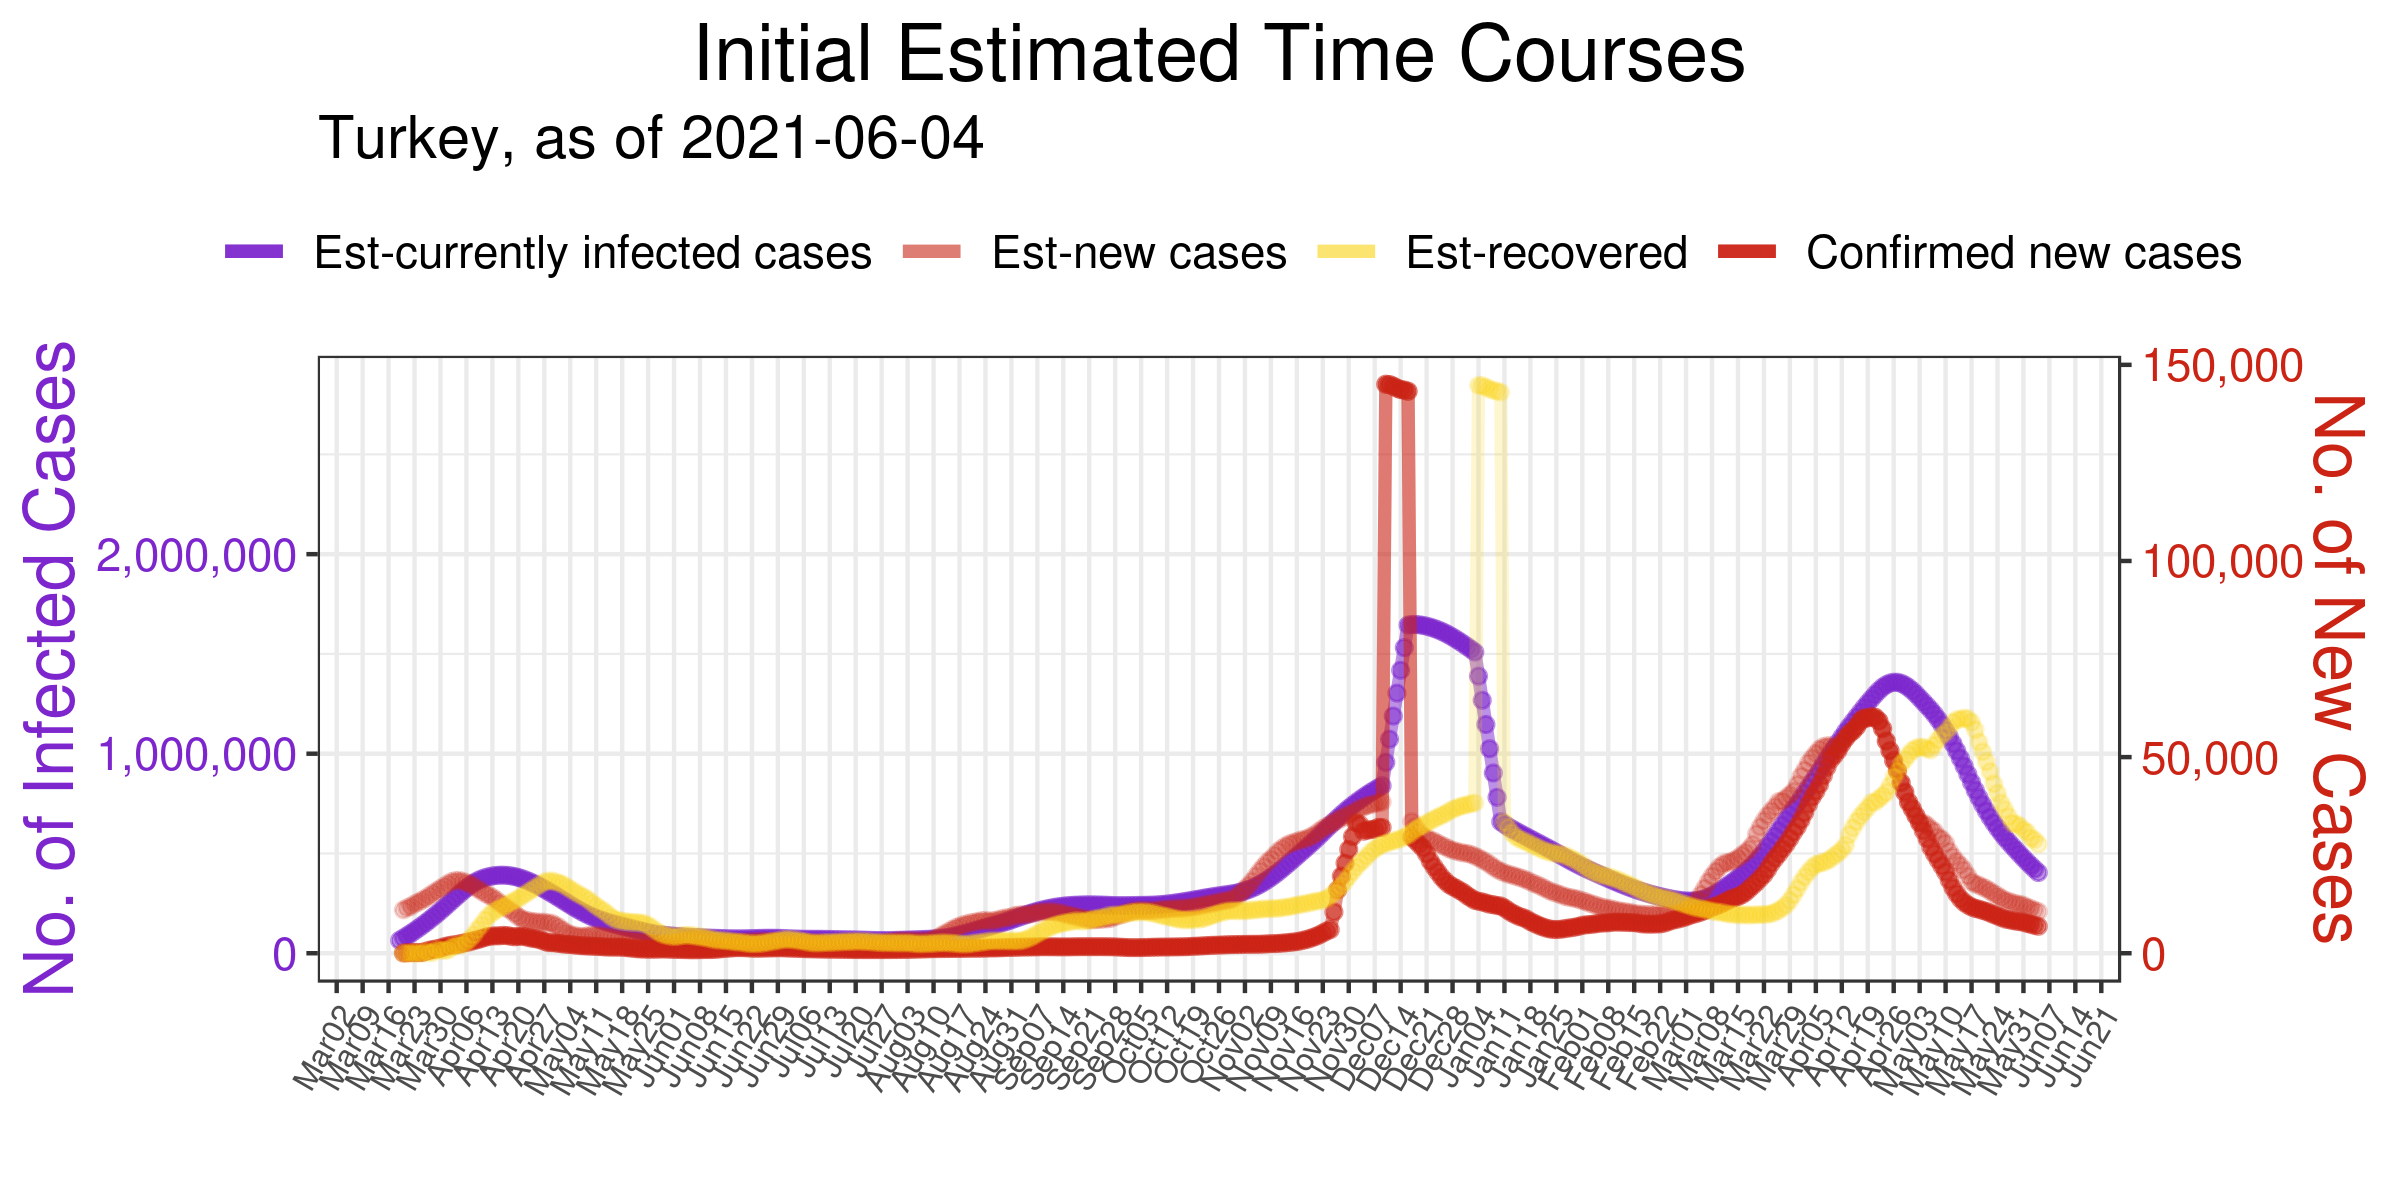 Initial Estimated Time Courses
Turkey, as of 2021-06-04
Est-currently infected cases Est-new cases Est-recovered Confirmed new cases
No. of Infected Cases
2,000,000
1,000,000
0
150,000
100,000
50,000
0
No. of New Cases
Mar02
Mar09
Mar16
Mar23
Mar30
Apr06
Apr13
Apr20
Apr27
May04
May11
May18
May25
Jun01
Jun08
Jun15
Jun22
Jun29
Jul06
Jul13
Jul20
Jul27
Aug03
Aug10
Aug17
Aug24
Aug31
Sep07
Sep14
Sep21
Sep28
Oct05
Oct12
Oct19
Oct26
Nov02
Nov09
Nov16
Nov23
Nov30
Dec07
Dec14
Dec21
Dec28
Jan04
Jan11
Jan18
Jan25
Feb01
Feb08
Feb15
Feb22
Mar01
Mar08
Mar15
Mar22
Mar29
Apr05
Apr12
Apr19
Apr26
May03
May10
May17
May24
May31
Jun07
Jun14
Jun21